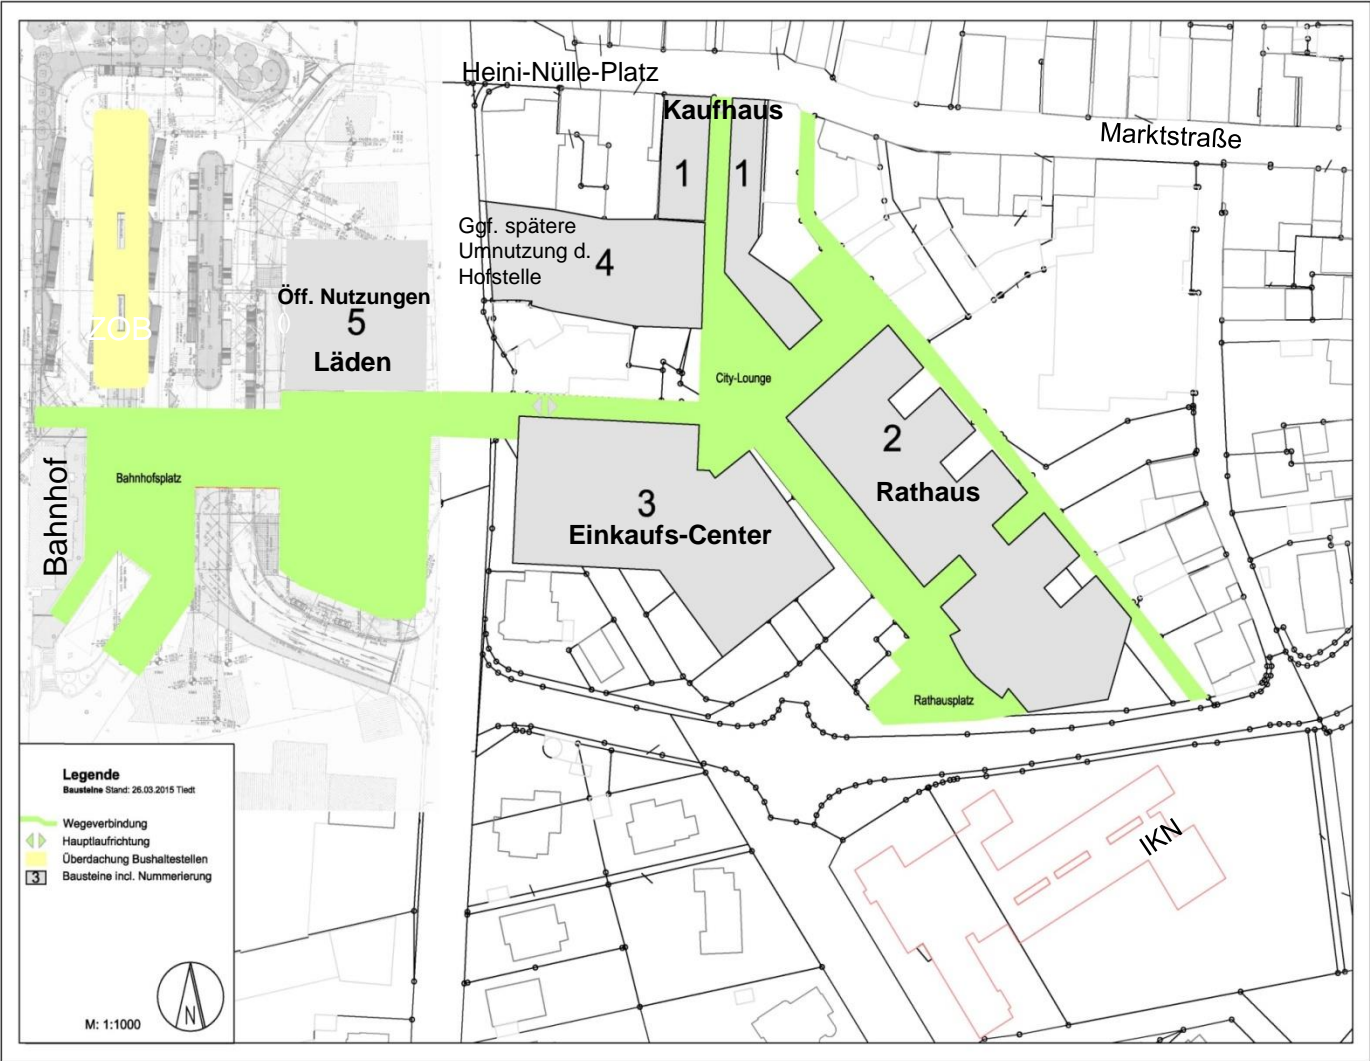 Heini-Nülle-Platz
Kaufhaus
Marktstraße
1
1
Ggf. spätere
Umnutzung d.
Hofstelle
4
Öff. Nutzungen
5
Läden
ZOB
City-Lounge
2
Rathaus
Bahnhof
Bahnhofsplatz
3
Einkaufs-Center
Rathausplatz
IKN
Legende
Bausteine Stand: 26.03.2015 Tiedt
Wegeverbindung
Hauptlaufrichtung
Überdachung Bushaltestellen
3 Bausteine incl. Nummerierung
N
M: 1:1000